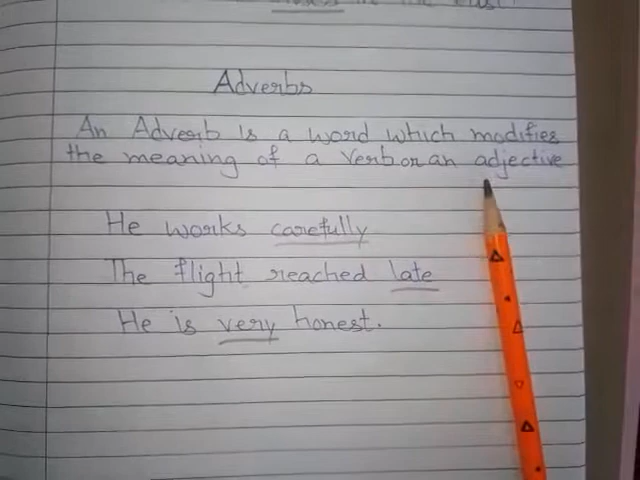 Adverbs
An Adverb is a word which modifies
the meaning of a verb or an adjective
He works carefully
The flight reached late
He is very honest.